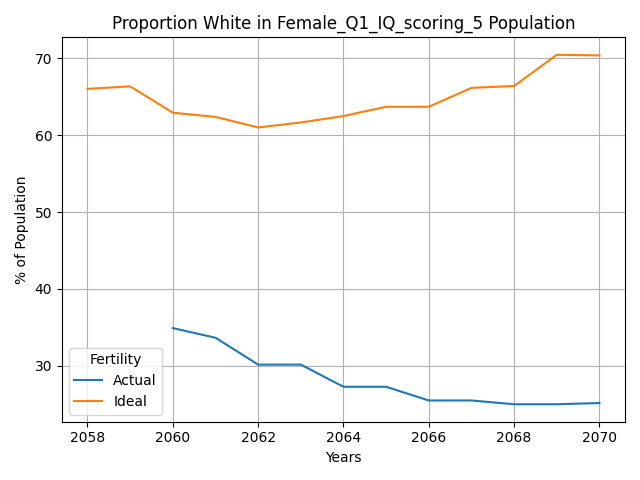 Proportion White in Female_Q1_IQ_scoring_5 Population
% of Population
70
60
50
40
30
Fertility
Actual
Ideal
2058 2060 2062 2064 2066 2068 2070
Years